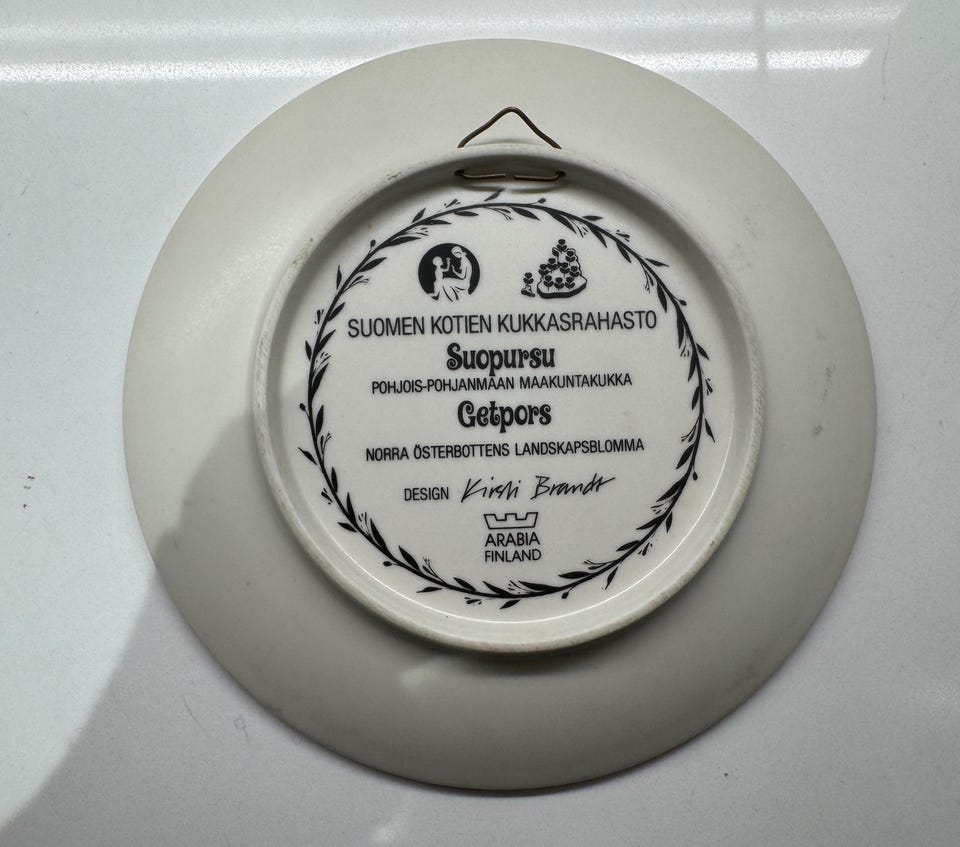 SUOMEN KOTIEN KUKKASRAHASTO
Suopursu
POHJOIS-POHJANMAAN MAAKUNTAKUKKA
Getpors
NORRA ÖSTERBOTTENS LANDSKAPSBLOMMA
DESIGN Kirsti Brandt
ARABIA
FINLAND